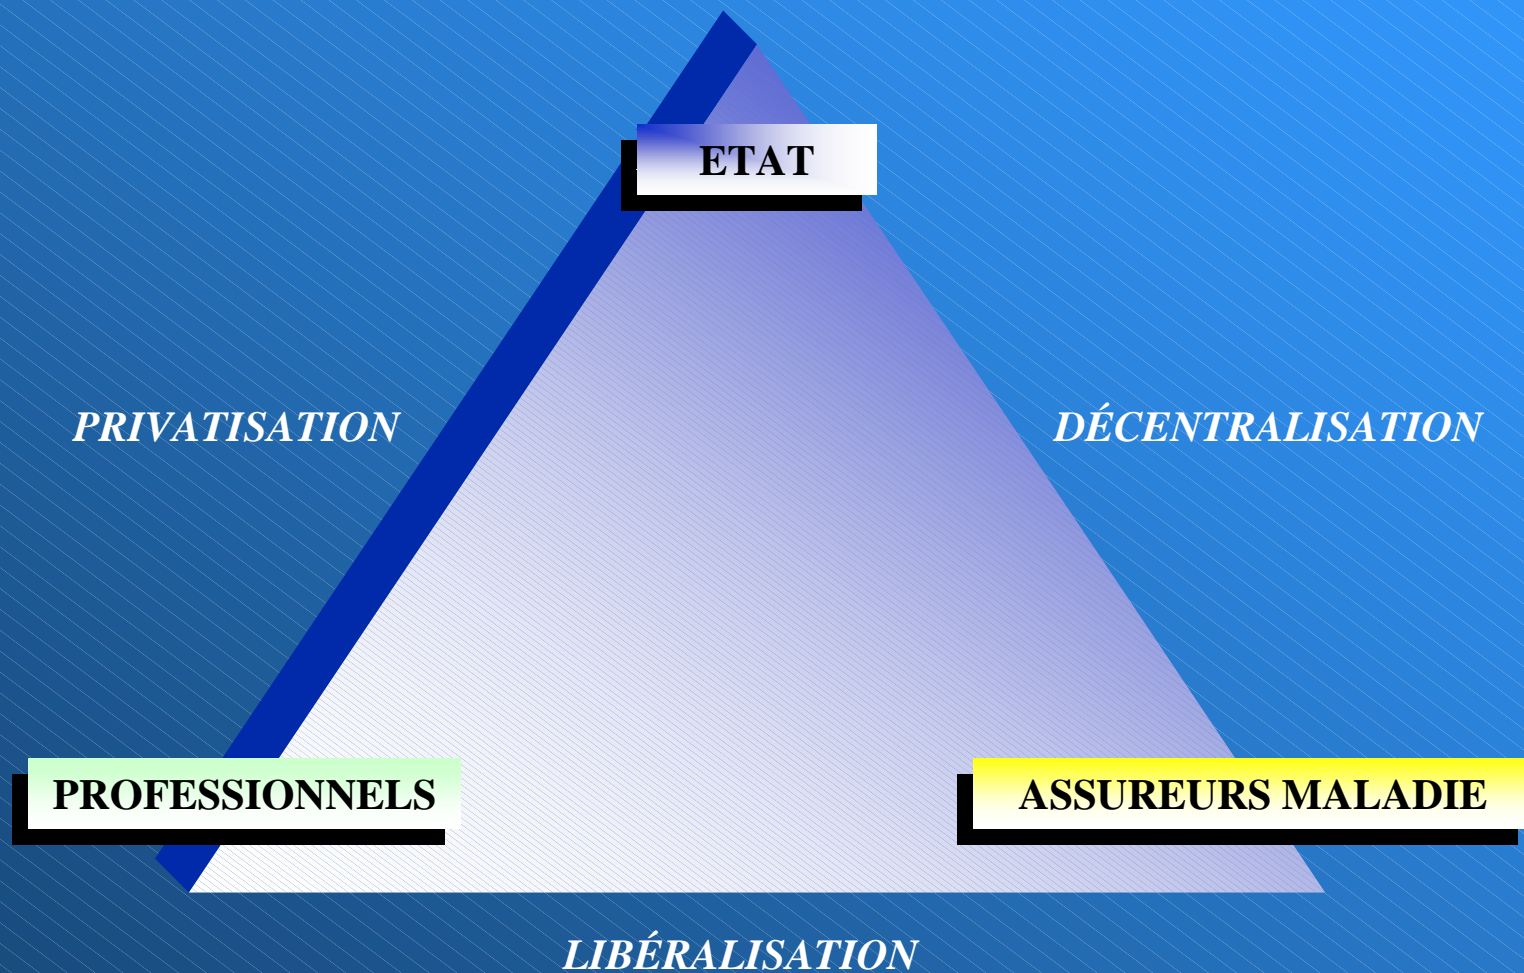 ETAT
PRIVATISATION
DÉCENTRALISATION
PROFESSIONNELS
ASSUREURS MALADIE
LIBÉRALISATION